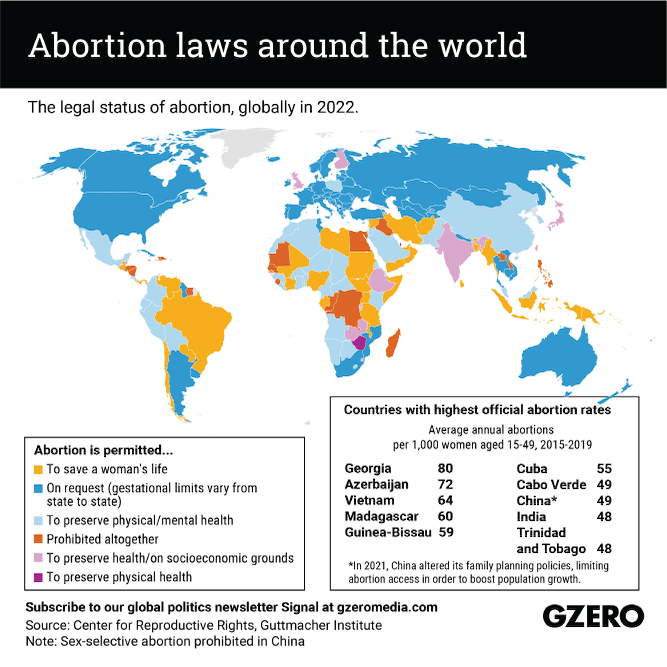 Abortion laws around the world
The legal status of abortion, globally in 2022.
Abortion is permitted...
To save a woman's life
On request (gestational limits vary from
state to state)
To preserve physical/mental health
Prohibited altogether
To preserve health/on socioeconomic grounds
To preserve physical health
Countries with highest official abortion rates
Average annual abortions
per 1,000 women aged 15-49, 2015-2019
Georgia 80
Azerbaijan 72
Vietnam 64
Madagascar 60
Guinea-Bissau 59
Cuba 55
Cabo Verde 49
China* 49
India 48
Trinidad
and Tobago 48
*In 2021, China altered its family planning policies, limiting
abortion access in order to boost population growth.
Subscribe to our global politics newsletter Signal at gzeromedia.com
Source: Center for Reproductive Rights, Guttmacher Institute
Note: Sex-selective abortion prohibited in China
GZERO